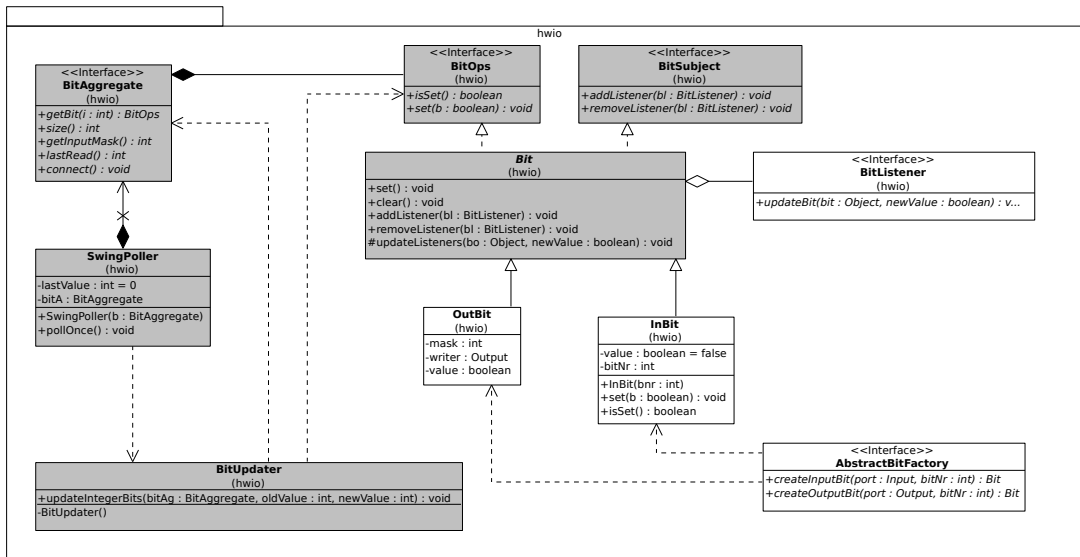 hwio
<<Interface>>
BitAggregate
(hwio)
+getBit(i : int) : BitOps
+size() : int
+getInputMask() : int
+lastRead() : int
+connect() : void
<<Interface>>
BitOps
(hwio)
+isSet() : boolean
+set(b : boolean) : void
<<Interface>>
BitSubject
(hwio)
+addListener(bl : BitListener) : void
+removeListener(bl : BitListener) : void
Bit
(hwio)
+set() : void
+clear() : void
+addListener(bl : BitListener) : void
+removeListener(bl : BitListener) : void
#updateListeners(bo : Object, newValue : boolean) : void
<<Interface>>
BitListener
(hwio)
+updateBit(bit : Object, newValue : boolean) : v...
SwingPoller
(hwio)
-lastValue : int = 0
-bitA : BitAggregate
+SwingPoller(b : BitAggregate)
+pollOnce() : void
OutBit
(hwio)
-mask : int
-writer : Output
-value : boolean
InBit
(hwio)
-value : boolean = false
-bitNr : int
+InBit(bnr : int)
+set(b : boolean) : void
+isSet() : boolean
BitUpdater
(hwio)
+updateIntegerBits(bitAg : BitAggregate, oldValue : int, newValue : int) : void
-BitUpdater()
<<Interface>>
AbstractBitFactory
+createInputBit(port : Input, bitNr : int) : Bit
+createOutputBit(port : Output, bitNr : int) : Bit